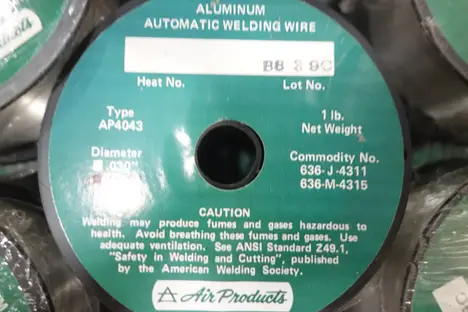 ALUMINUM
AUTOMATIC WELDING WIRE
B6 3 9C
Heat No. Lot No.
Type
AP4043
1 lb.
Net Weight
Diameter
.030"
Commodity No.
636-J-4311
636-M-4315
CAUTION
Welding may produce fumes and gases hazardous to
health. Avoid breathing these fumes and gases. Use
adequate ventilation. See ANSI Standard Z49.1,
"Safety in Welding and Cutting", published
by the American Welding Society.
Air Products